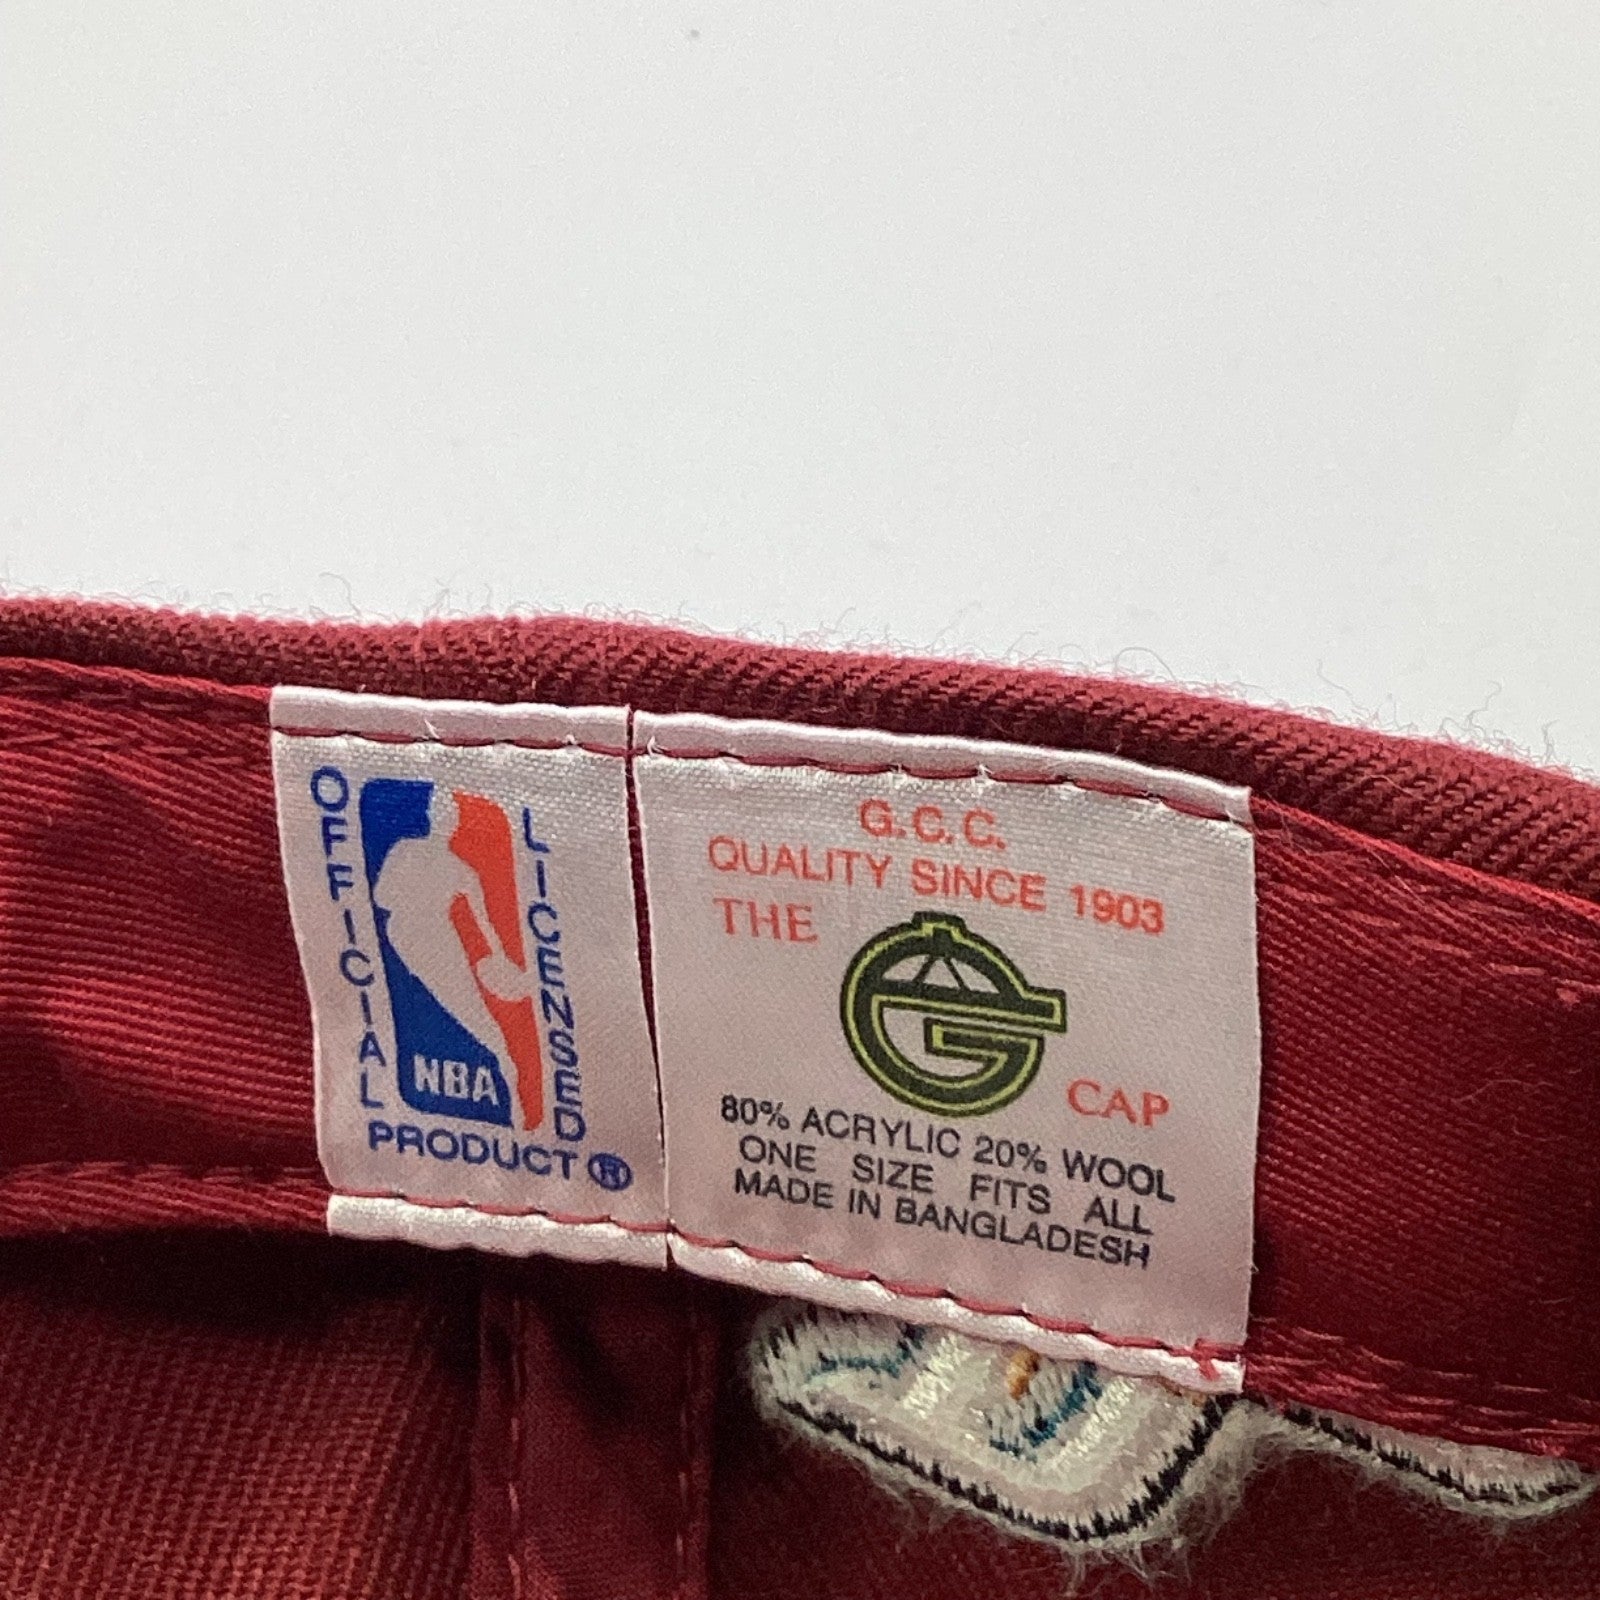 OFFICIAL
LICENSED
NBA
PRODUCT ®
G.C.C.
QUALITY SINCE 1903
THE
G
CAP
80% ACRYLIC 20% WOOL
ONE SIZE FITS ALL
MADE IN BANGLADESH